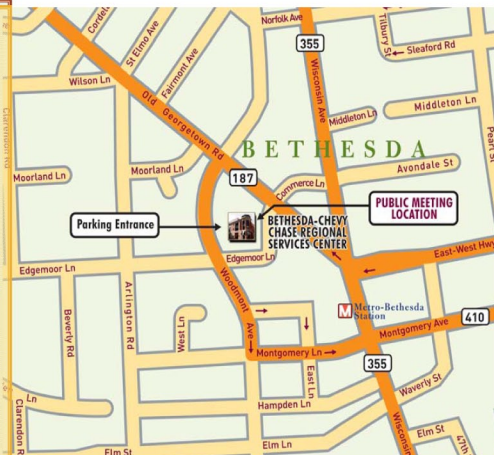 Norfolk Ave
Cordel
St Elmo Ave
Fairmont Ave
355
Tilbury St
Sleaford Rd
Wisconsin Ave
Wilson Ln
Old Georgetown Rd
Middleton Ln
Middleton Ln
Clarendon Rd
Pearl St
BETHESDA
Avondale St
Moorland Ln
Moorland Ln
187
Commerce Ln
PUBLIC MEETING
LOCATION
Parking Entrance
BETHESDA-CHEVY
CHASE REGIONAL
SERVICES CENTER
Edgemoor Ln
East-West Hwy
Edgemoor Ln
Woodmont Ave
Arlington Rd
Beverly Rd
West Ln
M
Metro-Bethesda
Station
Montgomery Ave
410
Montgomery Ln
355
East Ln
Waverly St
Ln
Hampden Ln
Clarendon R
Wisconsin
Elm St
47th
Elm Ln
Elm St